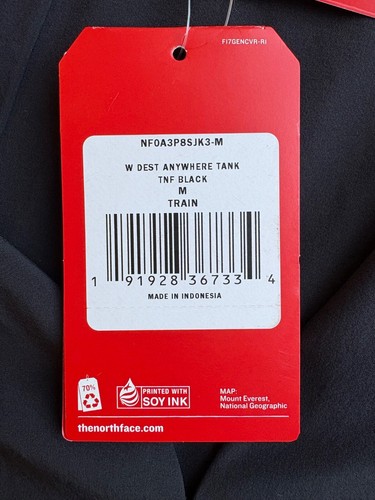 FI7GENCVR-RI
NF0A3P8SJK3-M
W DEST ANYWHERE TANK
TNF BLACK
M
TRAIN
1 91928 36733 4
MADE IN INDONESIA
70%
PRINTED WITH
SOY INK
MAP:
Mount Everest,
National Geographic
thenorthface.com